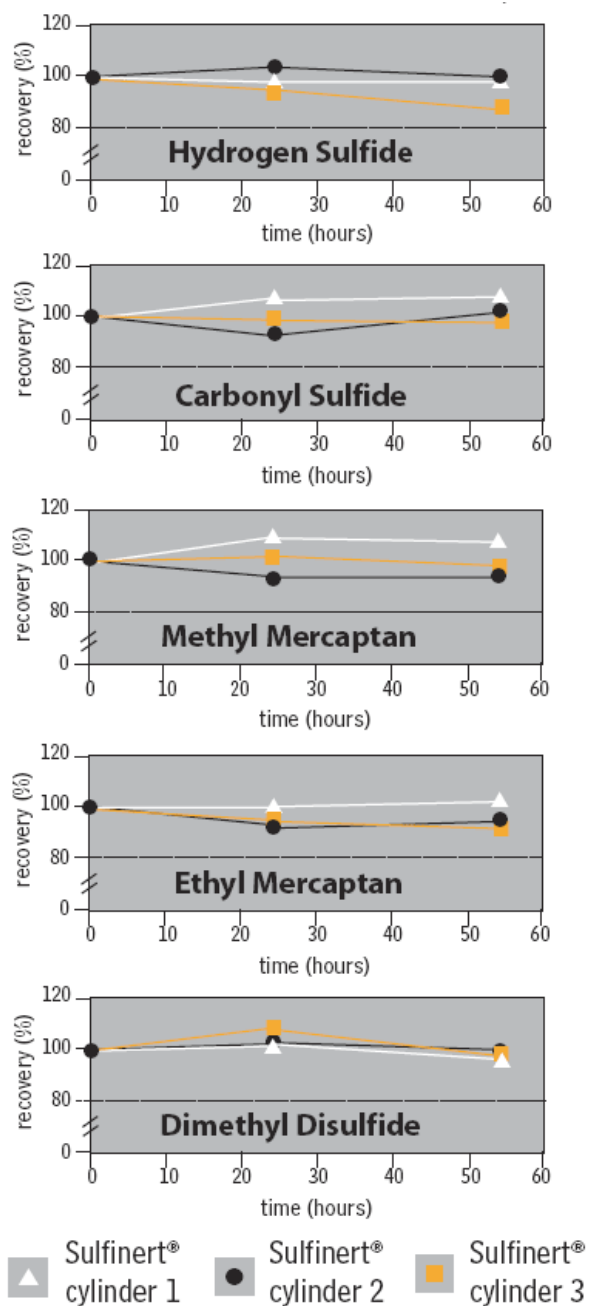 120
100
80
0
recovery (%)
Hydrogen Sulfide
0 10 20 30 40 50 60
time (hours)
120
100
80
0
recovery (%)
Carbonyl Sulfide
0 10 20 30 40 50 60
time (hours)
120
100
80
0
recovery (%)
Methyl Mercaptan
0 10 20 30 40 50 60
time (hours)
120
100
80
0
recovery (%)
Ethyl Mercaptan
0 10 20 30 40 50 60
time (hours)
120
100
80
0
recovery (%)
Dimethyl Disulfide
0 10 20 30 40 50 60
time (hours)
Sulfinert®
cylinder 1
Sulfinert®
cylinder 2
Sulfinert®
cylinder 3